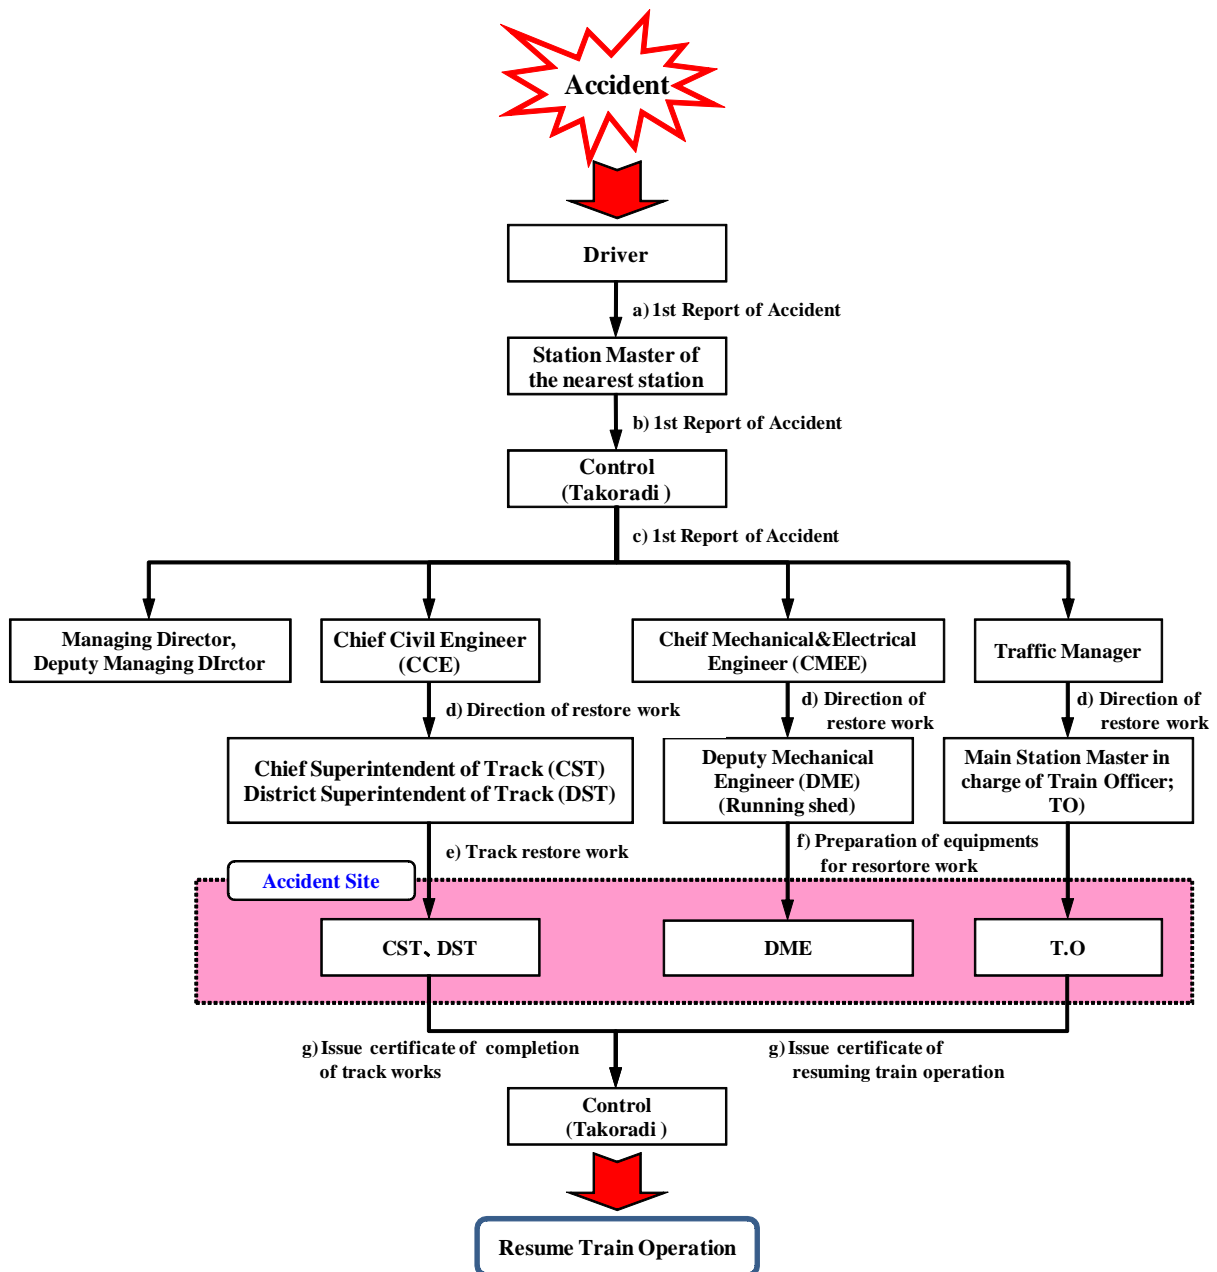 Accident
Driver
a) 1st Report of Accident
Station Master of
the nearest station
b) 1st Report of Accident
Control
(Takoradi )
c) 1st Report of Accident
Managing Director,
Deputy Managing DIrctor
Chief Civil Engineer
(CCE)
Cheif Mechanical&Electrical
Engineer (CMEE)
Traffic Manager
d) Direction of restore work
d) Direction of
restore work
d) Direction of
restore work
Chief Superintendent of Track (CST)
District Superintendent of Track (DST)
Deputy Mechanical
Engineer (DME)
(Running shed)
Main Station Master in
charge of Train Officer;
TO)
e) Track restore work
f) Preparation of equipments
for resortore work
Accident Site
CST、DST
DME
T.O
g) Issue certificate of completion
of track works
g) Issue certificate of
resuming train operation
Control
(Takoradi )
Resume Train Operation